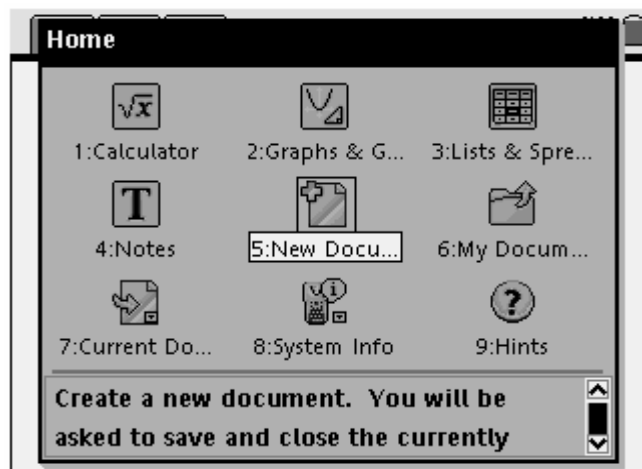 Home
1:Calculator 2:Graphs & G... 3:Lists & Spre...
4:Notes 5:New Docu... 6:My Docum...
7:Current Do... 8:System Info 9:Hints
Create a new document. You will be
asked to save and close the currently